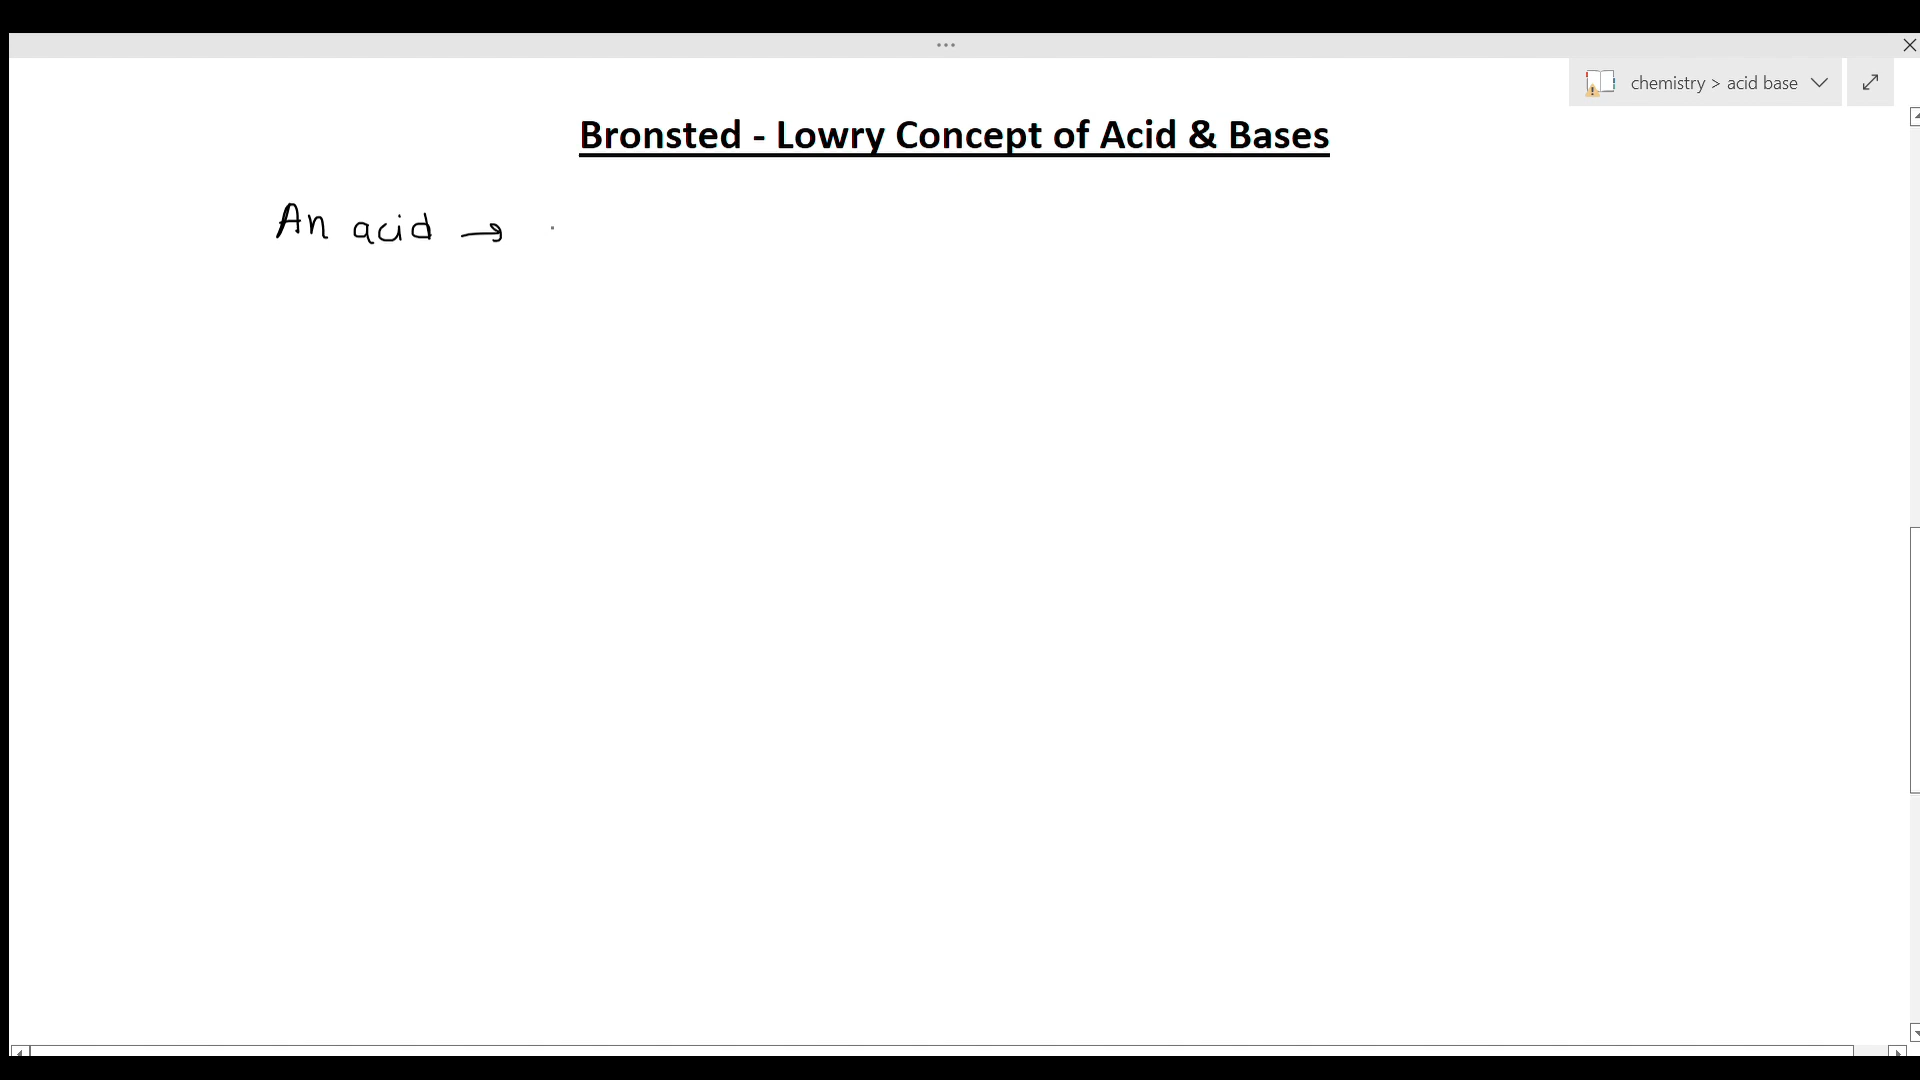 chemistry > acid base
Bronsted - Lowry Concept of Acid & Bases
An acid →